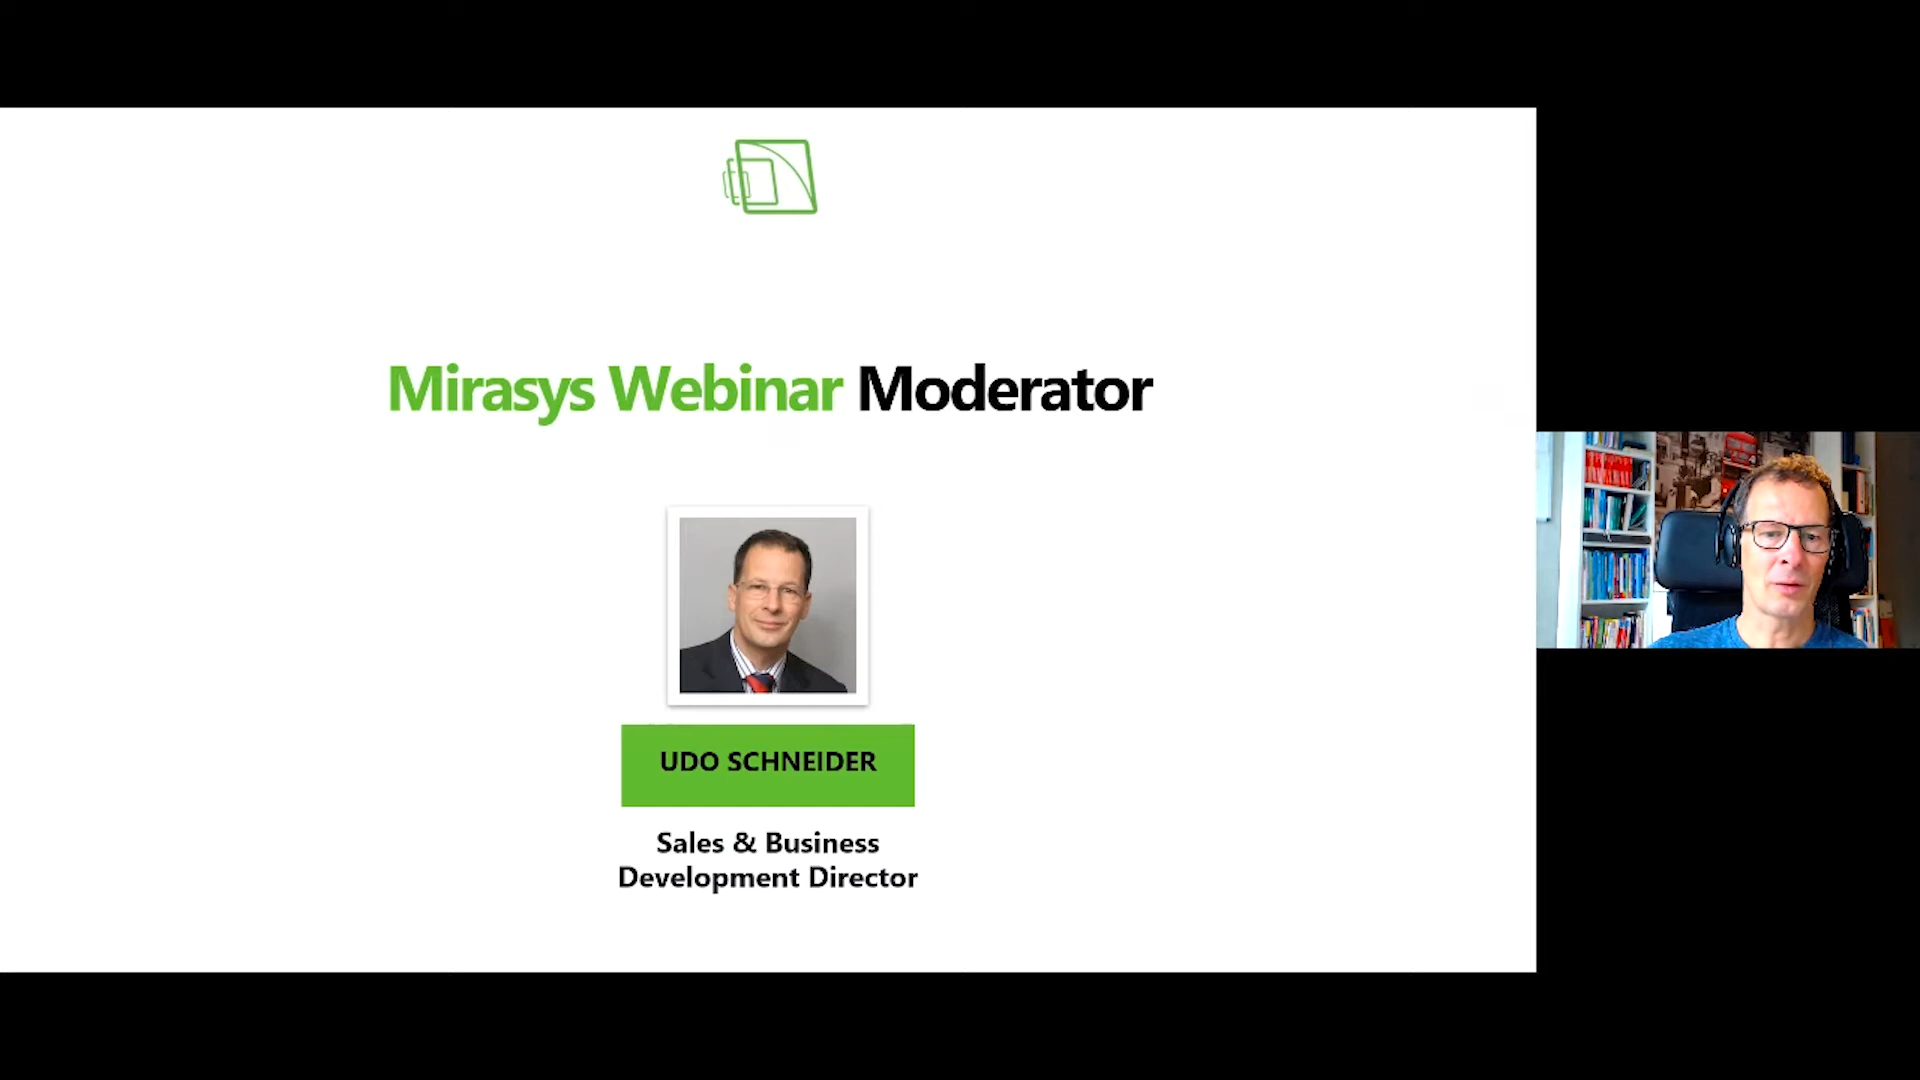 Mirasys Webinar Moderator
UDO SCHNEIDER
Sales & Business
Development Director